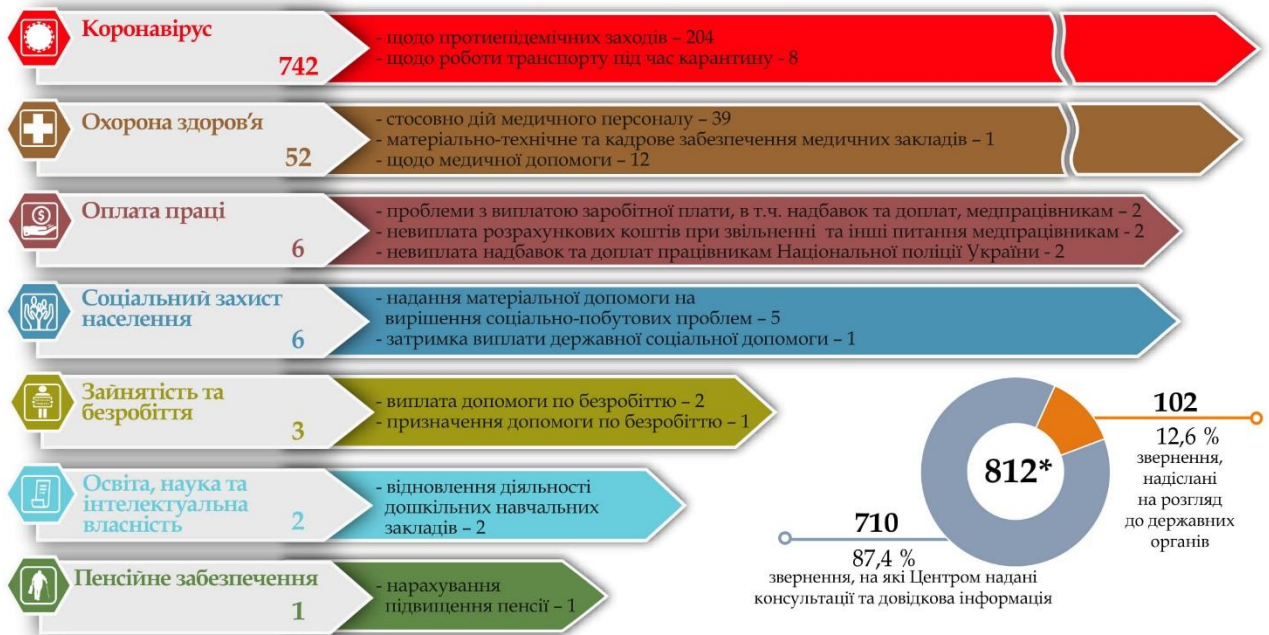 Коронавірус
742
- щодо протиепідемічних заходів – 204
- щодо роботи транспорту під час карантину - 8
Охорона здоров'я
52
- стосовно дій медичного персоналу – 39
- матеріально-технічне та кадрове забезпечення медичних закладів – 1
- щодо медичної допомоги – 12
Оплата праці
6
- проблеми з виплатою заробітної плати, в т.ч. надбавок та доплат, медпрацівникам – 2
- невиплата розрахункових коштів при звільненні та інші питання медпрацівникам - 2
- невиплата надбавок та доплат працівникам Національної поліції України - 2
Соціальний захист
населення
6
- надання матеріальної допомоги на
вирішення соціально-побутових проблем – 5
- затримка виплати державної соціальної допомоги – 1
Зайнятість та
безробіття
3
- виплата допомоги по безробіттю – 2
- призначення допомоги по безробіттю – 1
Освіта, наука та
інтелектуальна
власність
2
- відновлення діяльності
дошкільних навчальних
закладів – 2
Пенсійне забезпечення
1
- нарахування
підвищення пенсії – 1
812*
102
12,6 %
звернення,
надіслані
на розгляд
до державних
органів
710
87,4 %
звернення, на які Центром надані
консультації та довідкова інформація